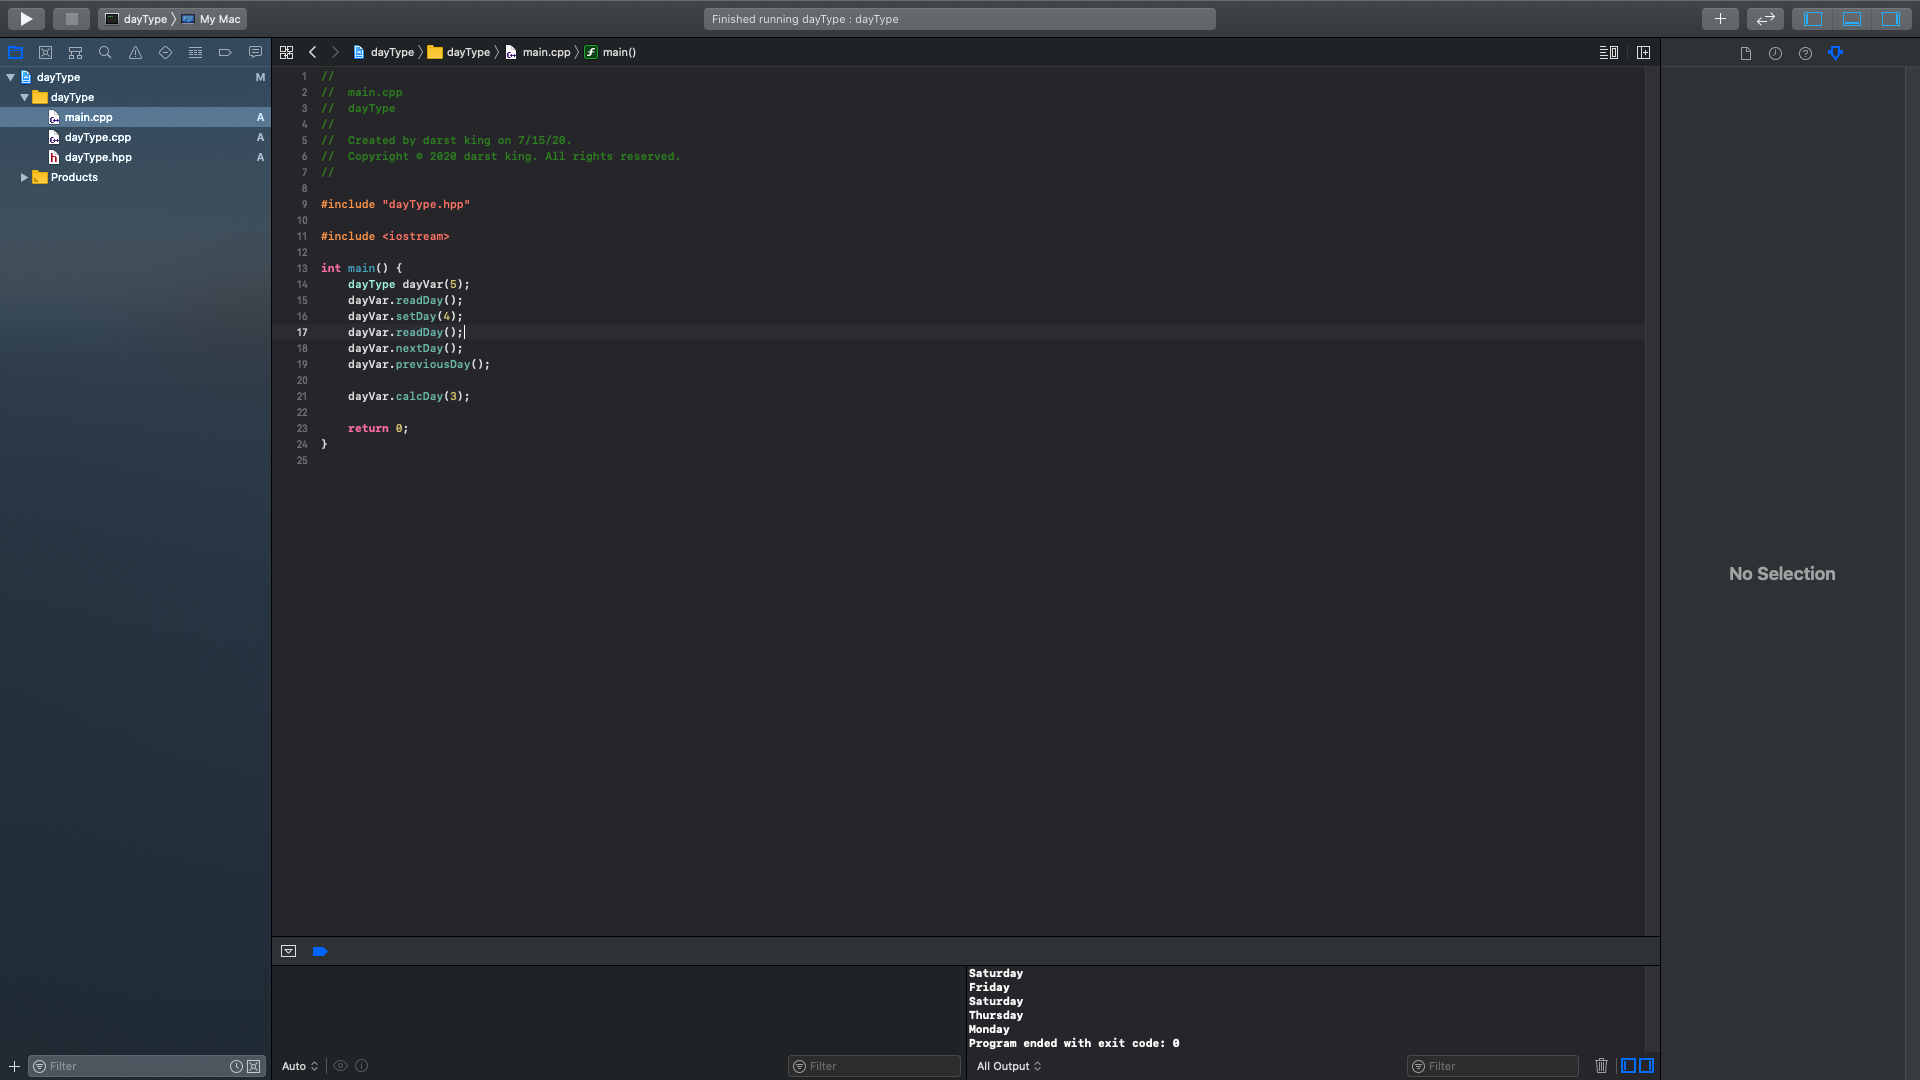 dayType 〉 My Mac
Finished running dayType : dayType
dayType 〉 dayType 〉 main.cpp 〉 main()
dayType M
dayType
main.cpp A
dayType.cpp A
dayType.hpp A
Products
1 //
2 //  main.cpp
3 //  dayType
4 //
5 //  Created by darst king on 7/15/20.
6 //  Copyright © 2020 darst king. All rights reserved.
7 //
8
9 #include "dayType.hpp"
10
11 #include <iostream>
12
13 int main() {
14     dayType dayVar(5);
15     dayVar.readDay();
16     dayVar.setDay(4);
17     dayVar.readDay();
18     dayVar.nextDay();
19     dayVar.previousDay();
20
21     dayVar.calcDay(3);
22
23     return 0;
24 }
25
No Selection
Saturday
Friday
Saturday
Thursday
Monday
Program ended with exit code: 0
Filter
Auto
Filter
All Output
Filter